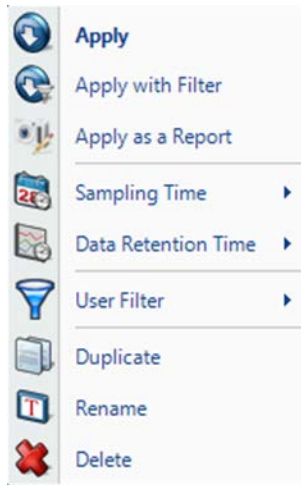 Apply
Apply with Filter
Apply as a Report
Sampling Time
Data Retention Time
User Filter
Duplicate
Rename
Delete